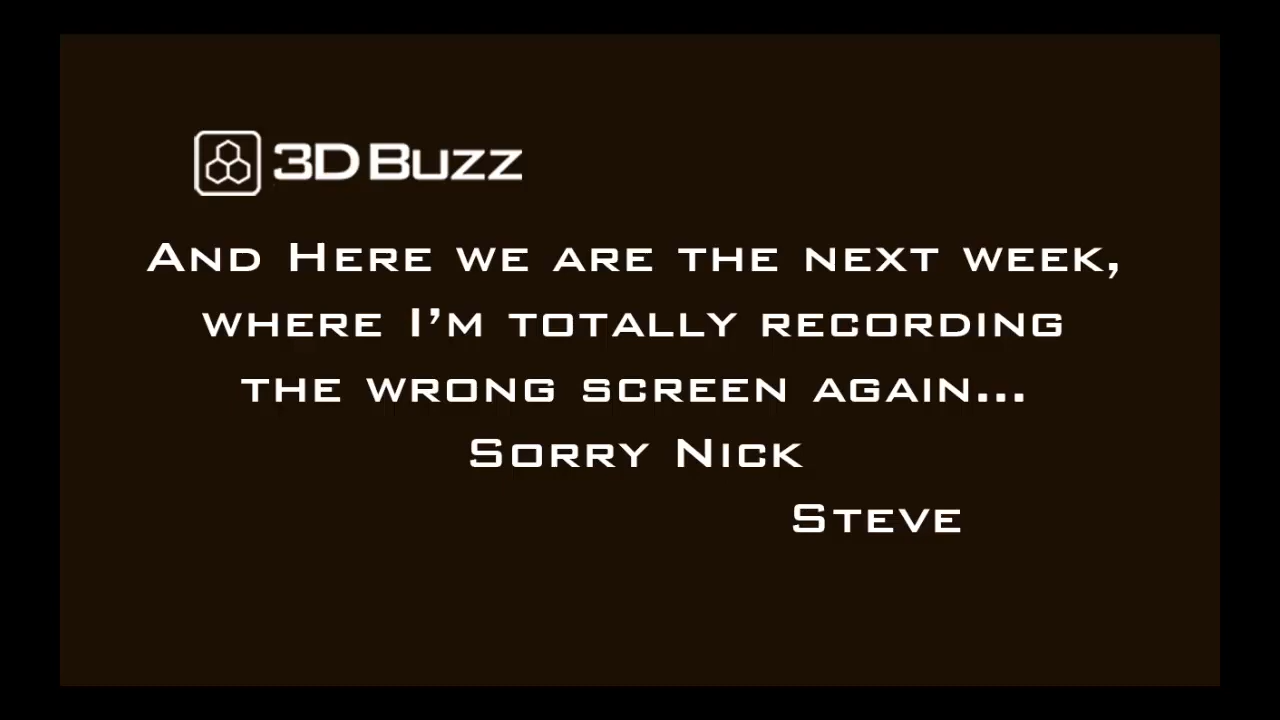 3D Buzz
And Here we are the next week,
where I'm totally recording
the wrong screen again...
Sorry Nick
Steve